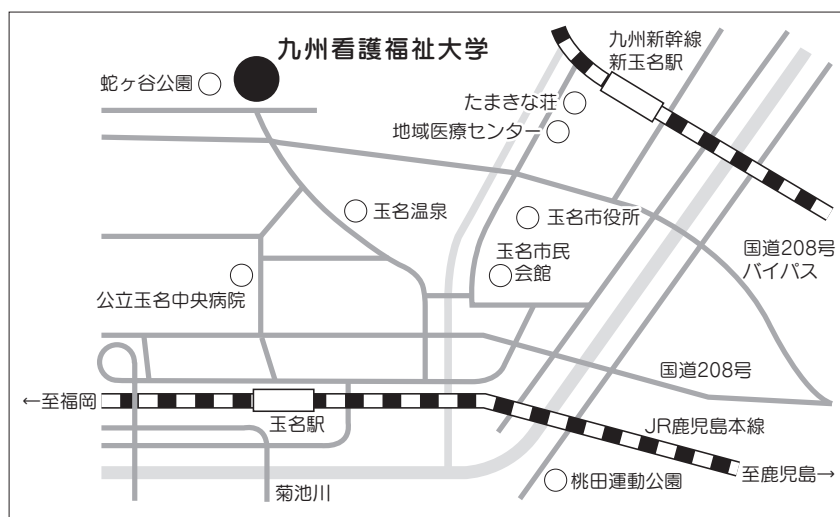 九州看護福祉大学
九州新幹線
新玉名駅
蛇ヶ谷公園
たまきな荘
地域医療センター
玉名温泉
玉名市役所
玉名市民
会館
国道208号
バイパス
公立玉名中央病院
国道208号
←至福岡
玉名駅
JR鹿児島本線
至鹿児島→
菊池川
桃田運動公園